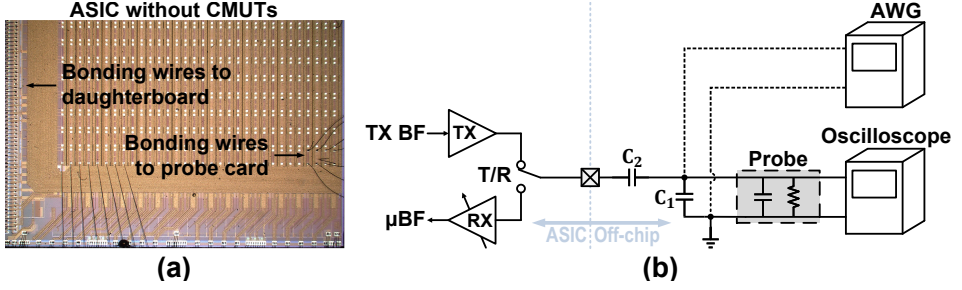 ASIC without CMUTs
Bonding wires to
daughterboard
Bonding wires
to probe card
(a)
AWG
Oscilloscope
TX BF
TX
T/R
μBF
RX
C₂
C₁
Probe
ASIC Off-chip
(b)